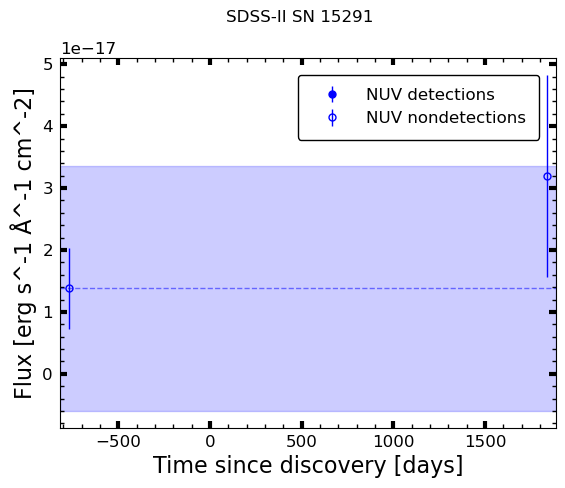 SDSS-II SN 15291
1e−17
5
4
3
2
1
0
Flux [erg s^-1 Å^-1 cm^-2]
NUV detections
NUV nondetections
−500 0 500 1000 1500
Time since discovery [days]